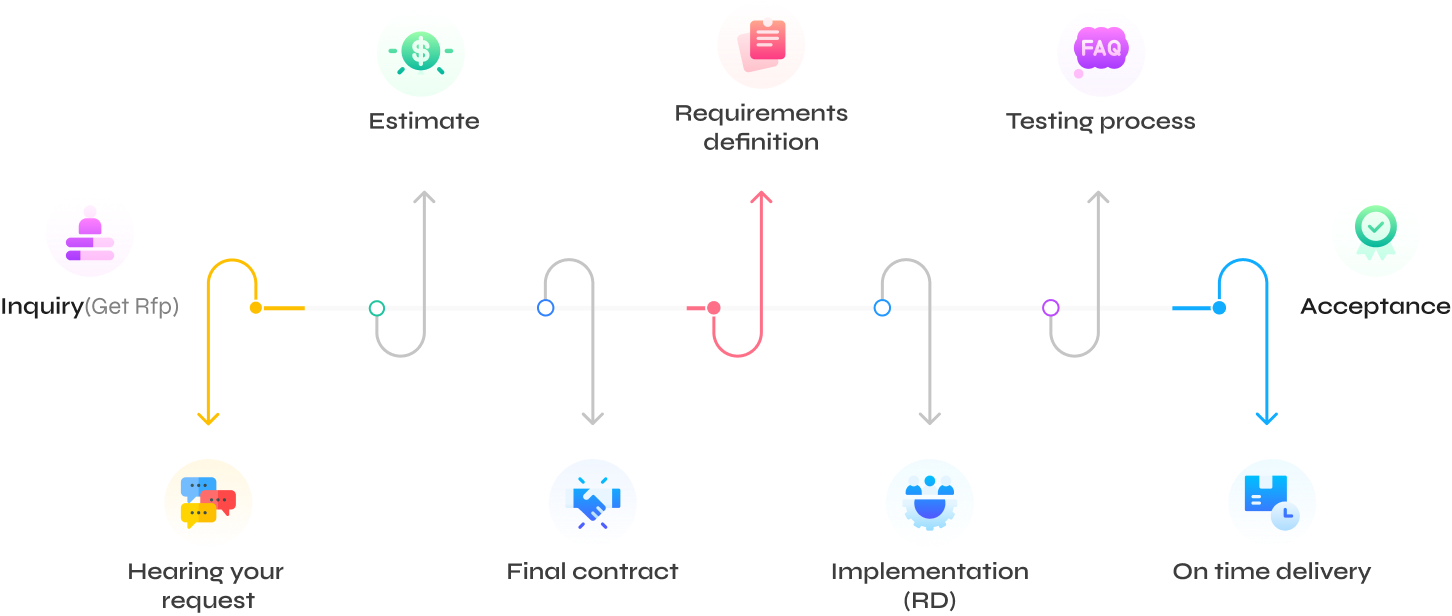 Inquiry(Get Rfp)
Hearing your
request
$
Estimate
Final contract
Requirements
definition
Implementation
(RD)
FAQ
Testing process
On time delivery
Acceptance